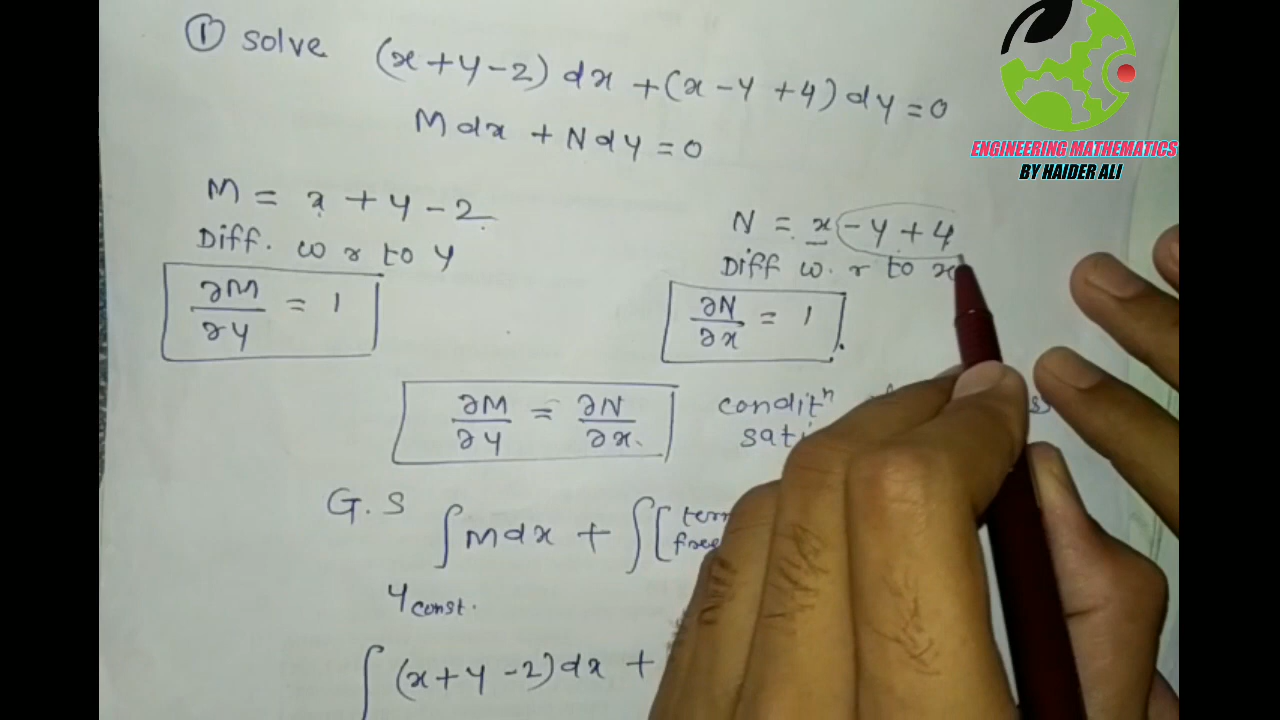 ① Solve (x+y-2) dx + (x-y+4) dy = 0
M dx + N dy = 0
M = x + y - 2
Diff. w r to y
∂M/∂y = 1
N = x - y + 4
Diff w. r to x
∂N/∂x = 1
∂M/∂y = ∂N/∂x
conditⁿ
G.S
∫ M dx + ∫ [
free
y const.
∫ (x+y-2) dx +
ENGINEERING MATHEMATICS
BY HAIDER ALI